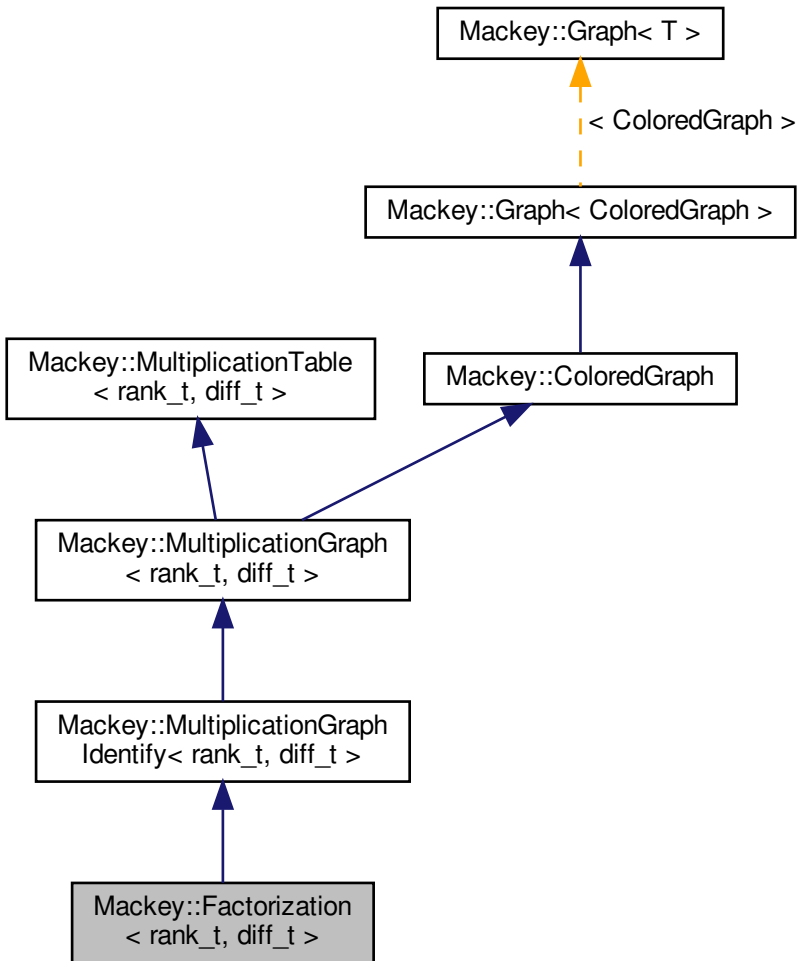 Mackey::Graph< T >
< ColoredGraph >
Mackey::Graph< ColoredGraph >
Mackey::MultiplicationTable
< rank_t, diff_t >
Mackey::ColoredGraph
Mackey::MultiplicationGraph
< rank_t, diff_t >
Mackey::MultiplicationGraph
Identify< rank_t, diff_t >
Mackey::Factorization
< rank_t, diff_t >